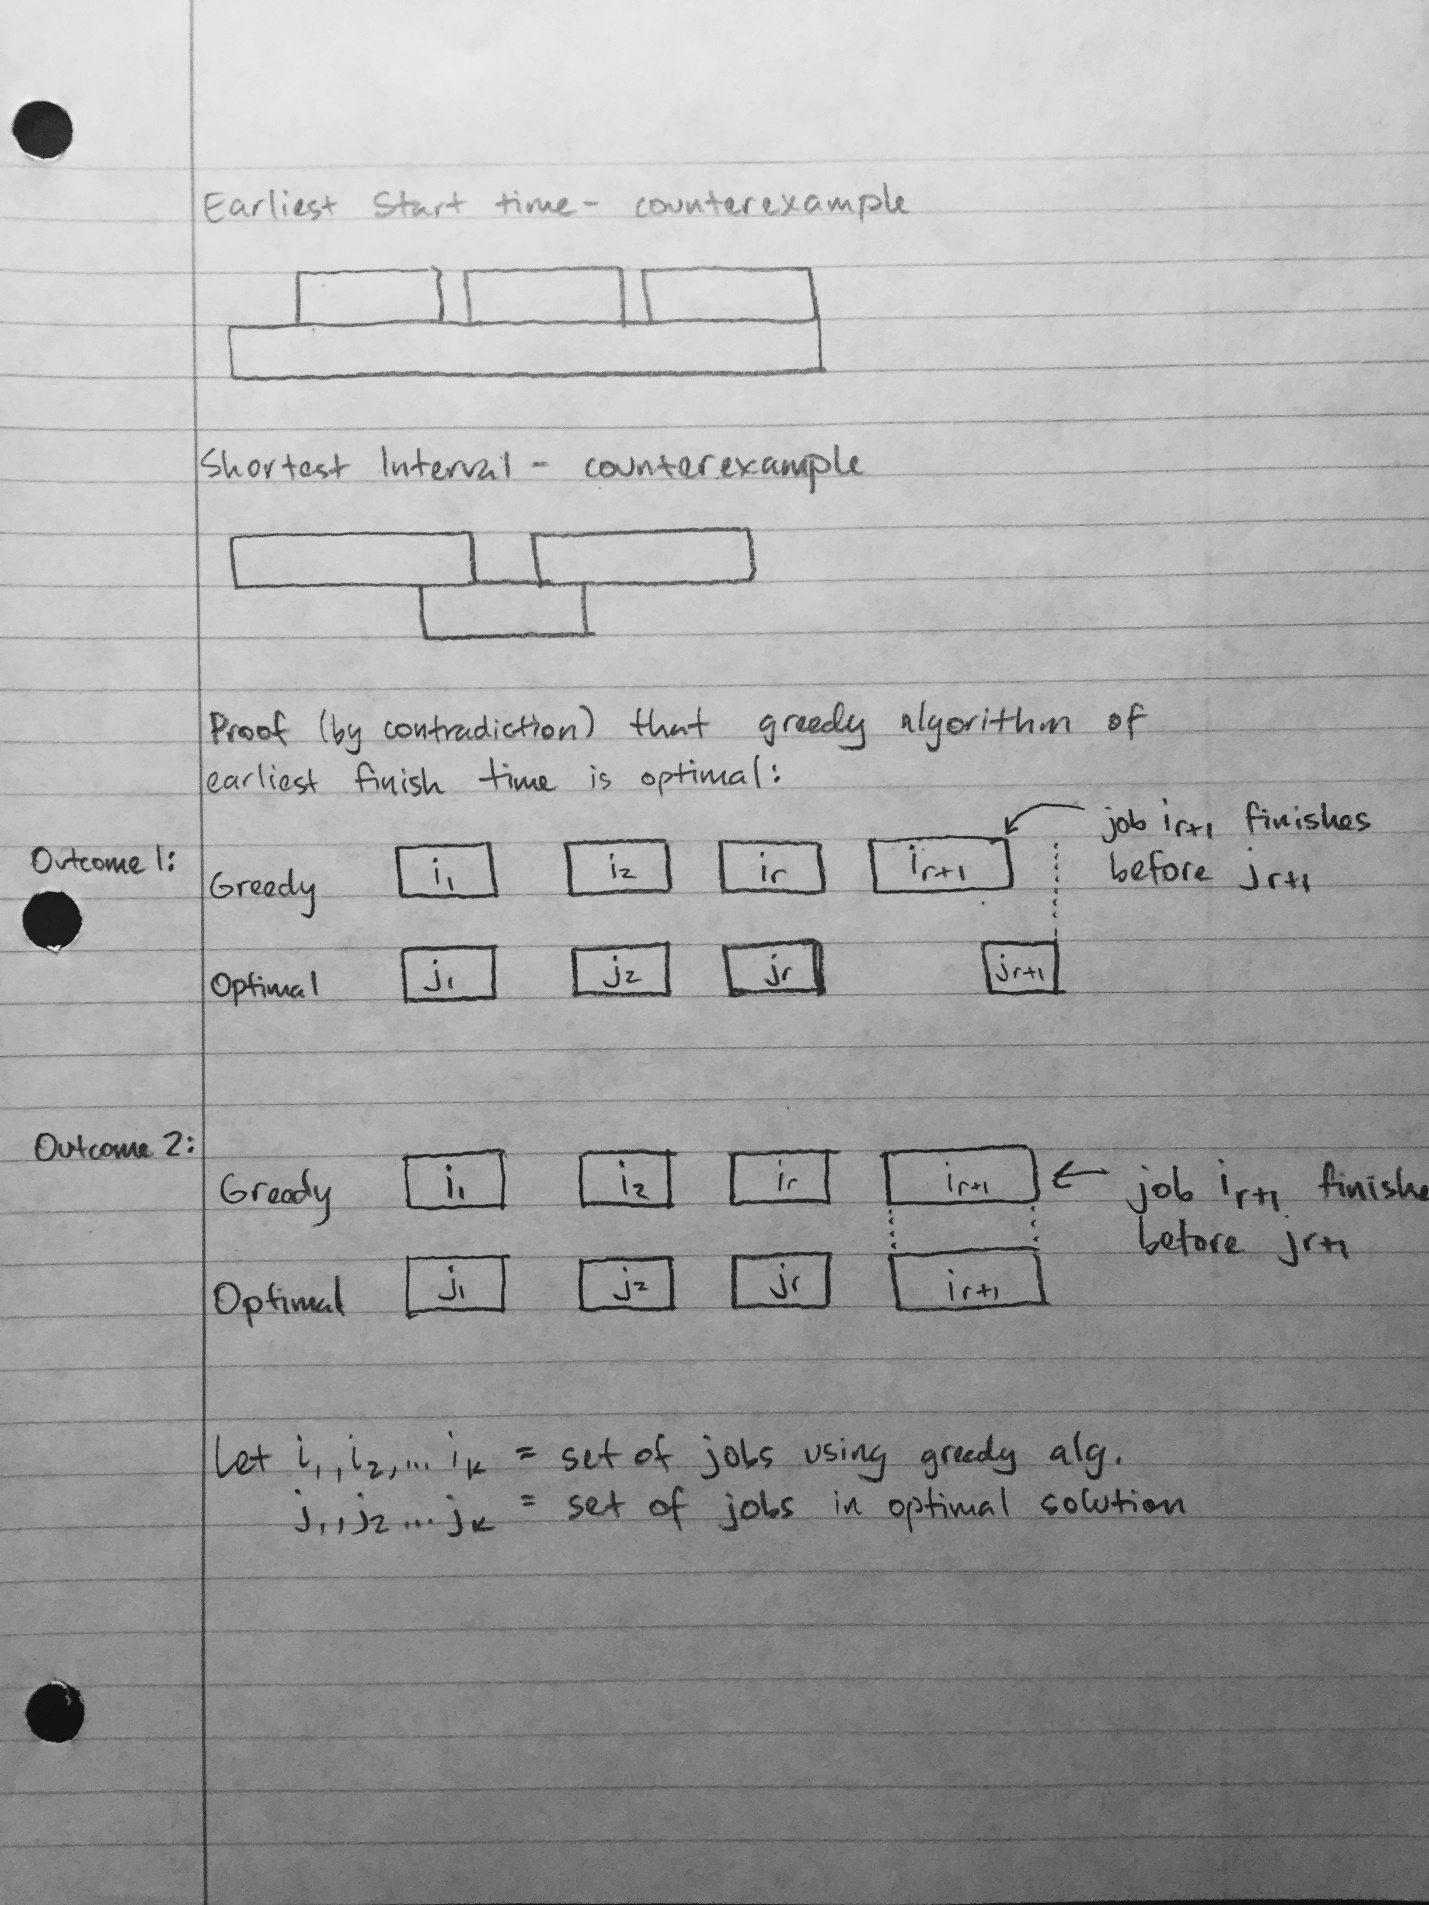 Earliest Start time - counterexample
Shortest Interval - counterexample
Proof (by contradiction) that greedy algorithm of
earliest finish time is optimal:
Outcome 1:
Greedy i₁ i₂ iᵣ iᵣ₊₁
job iᵣ₊₁ finishes
before jᵣ₊₁
Optimal j₁ j₂ jᵣ jᵣ₊₁
Outcome 2:
Greedy i₁ i₂ iᵣ iᵣ₊₁
job iᵣ₊₁ finishe
before jᵣ₊₁
Optimal j₁ j₂ jᵣ iᵣ₊₁
Let i₁, i₂, ... iₖ = set of jobs using greedy alg.
j₁, j₂ ... jₖ = set of jobs in optimal solution